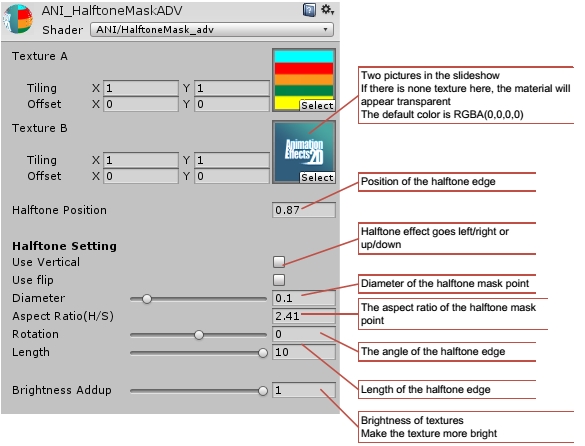 ANI_HalftoneMaskADV
Shader ANI/HalftoneMask_adv
Texture A
Tiling X 1 Y 1
Offset X 0 Y 0
Select
Texture B
Animation
Effects 2D
Tiling X 1 Y 1
Offset X 0 Y 0
Select
Halftone Position 0.87
Halftone Setting
Use Vertical
Use flip
Diameter 0.1
Aspect Ratio(H/S) 2.41
Rotation 0
Length 10
Brightness Addup 1
Two pictures in the slideshow
If there is none texture here, the material will
appear transparent
The default color is RGBA(0,0,0,0)
Position of the halftone edge
Halftone effect goes left/right or
up/down
Diameter of the halftone mask point
The aspect ratio of the halftone mask
point
The angle of the halftone edge
Length of the halftone edge
Brightness of textures
Make the texture more bright